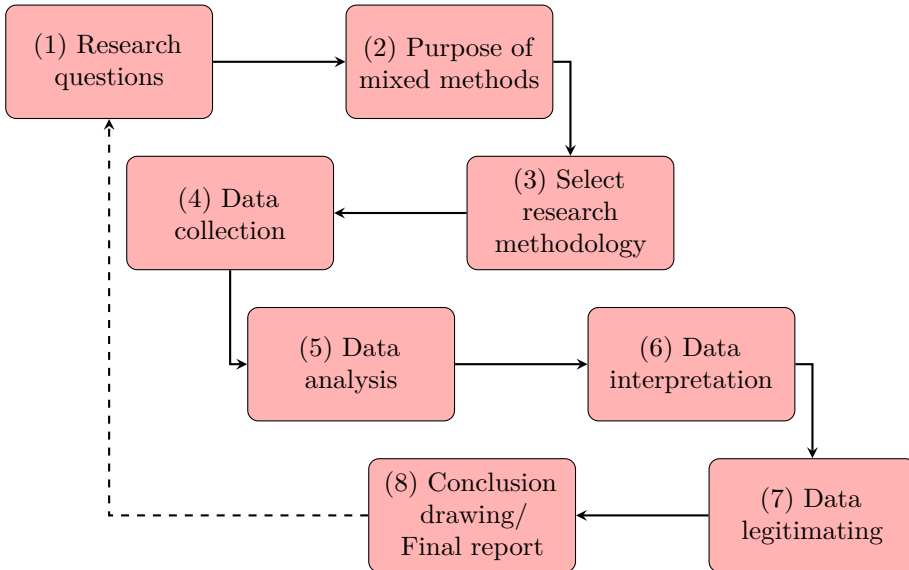 (1) Research
questions
(2) Purpose of
mixed methods
(3) Select
research
methodology
(4) Data
collection
(5) Data
analysis
(6) Data
interpretation
(7) Data
legitimating
(8) Conclusion
drawing/
Final report